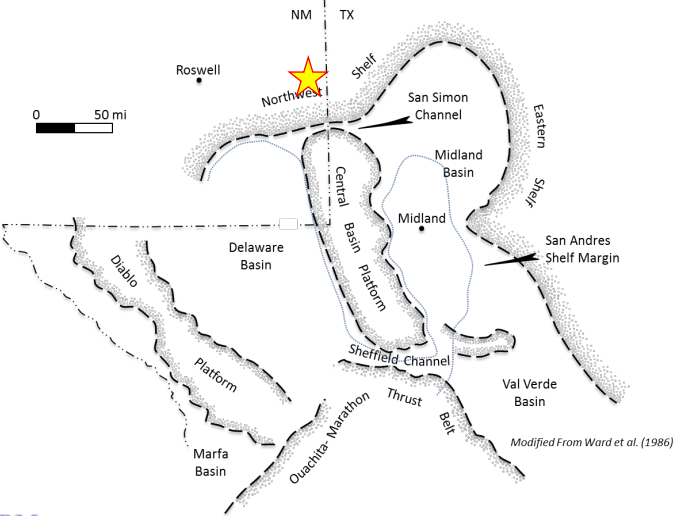 NM TX
Roswell
Northwest Shelf
0 50 mi
San Simon
Channel
Eastern Shelf
Midland
Basin
Central Basin Platform
Midland
Delaware
Basin
San Andres
Shelf Margin
Diablo Platform
Sheffield Channel
Val Verde
Basin
Ouachita- Marathon Thrust Belt
Marfa
Basin
Modified From Ward et al. (1986)